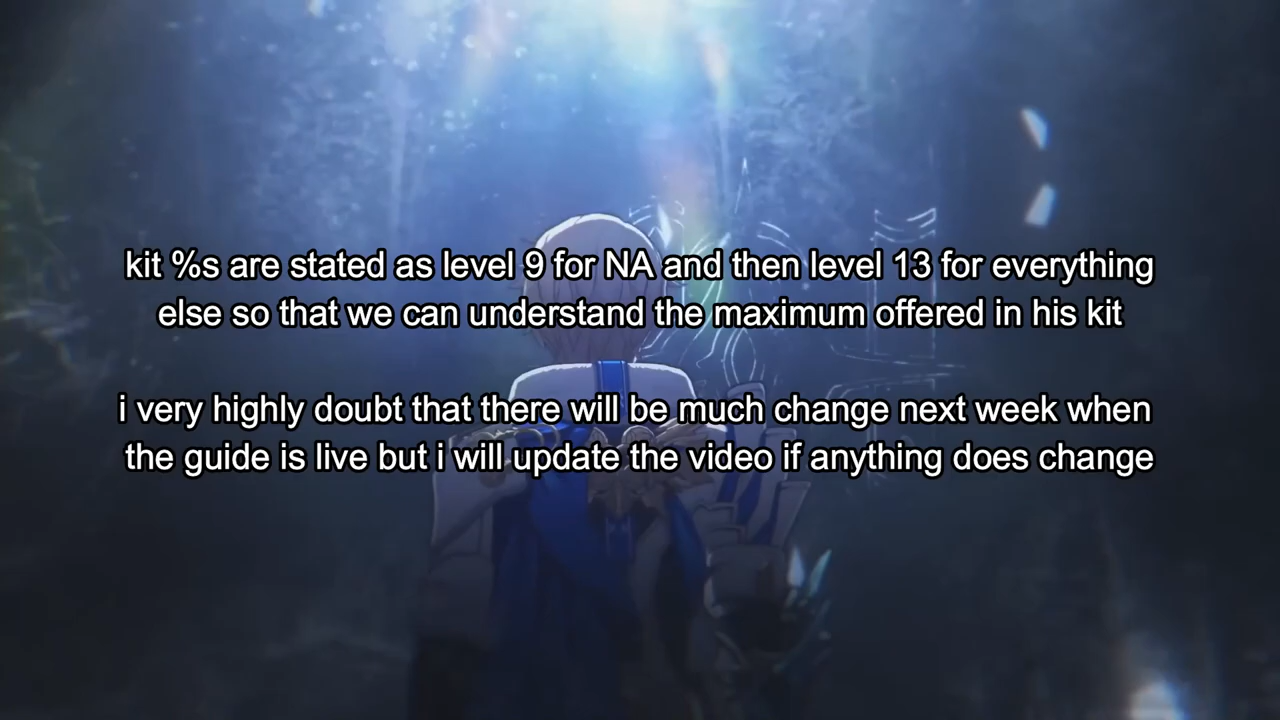 kit %s are stated as level 9 for NA and then level 13 for everything
else so that we can understand the maximum offered in his kit
i very highly doubt that there will be much change next week when
the guide is live but i will update the video if anything does change